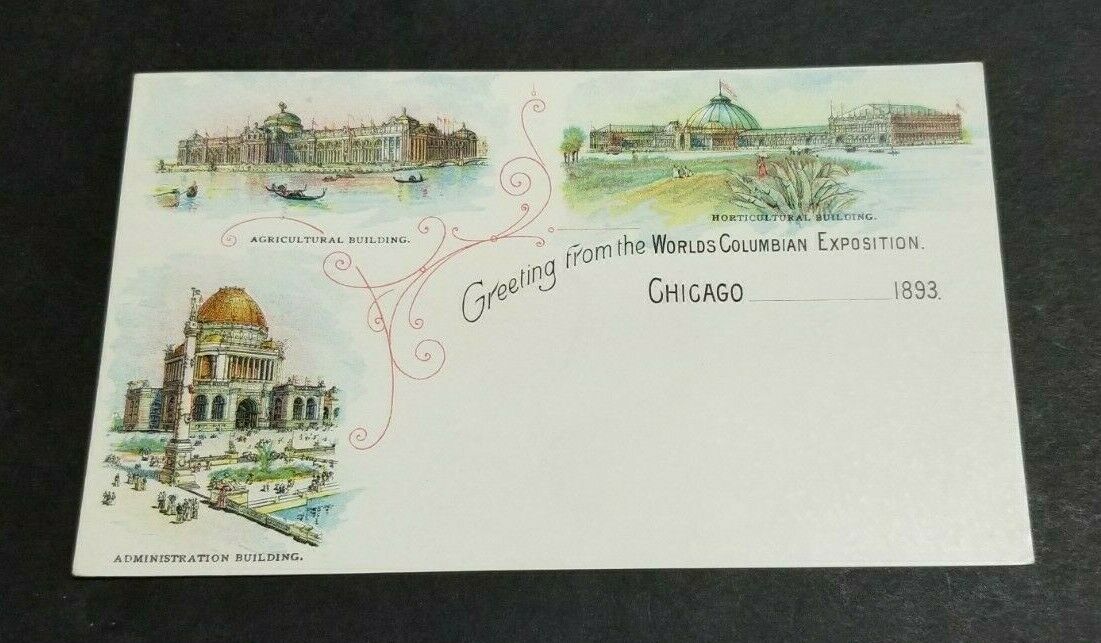 AGRICULTURAL BUILDING.
HORTICULTURAL BUILDING.
Greeting from the WORLDS COLUMBIAN EXPOSITION.
CHICAGO 1893.
ADMINISTRATION BUILDING.